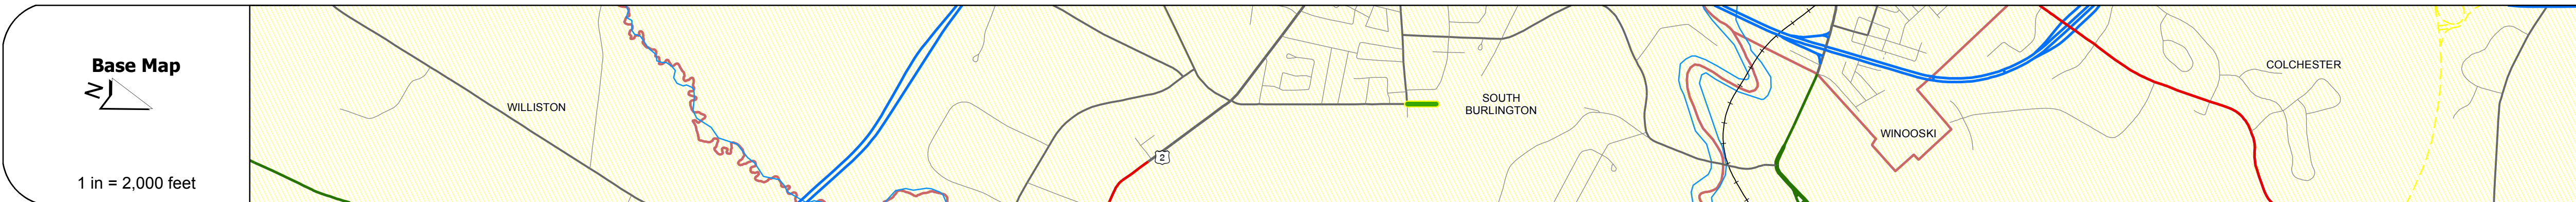 Base Map
N
1 in = 2,000 feet
WILLISTON
2
SOUTH
BURLINGTON
WINOOSKI
COLCHESTER